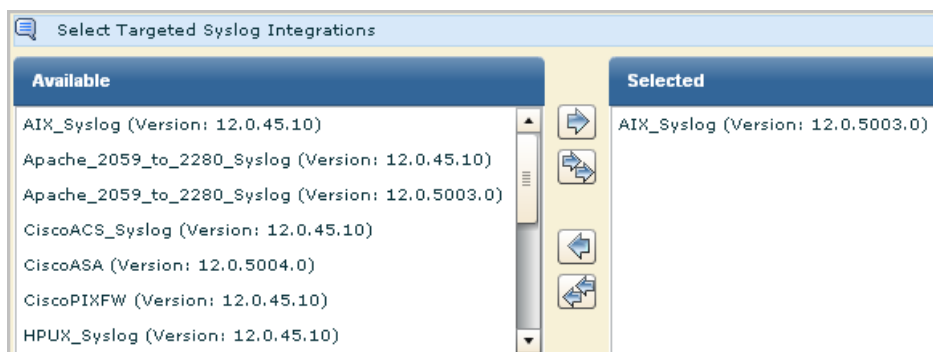 Select Targeted Syslog Integrations
Available
AIX_Syslog (Version: 12.0.45.10)
Apache_2059_to_2280_Syslog (Version: 12.0.45.10)
Apache_2059_to_2280_Syslog (Version: 12.0.5003.0)
CiscoACS_Syslog (Version: 12.0.45.10)
CiscoASA (Version: 12.0.5004.0)
CiscoPIXFW (Version: 12.0.45.10)
HPUX_Syslog (Version: 12.0.45.10)
Selected
AIX_Syslog (Version: 12.0.5003.0)